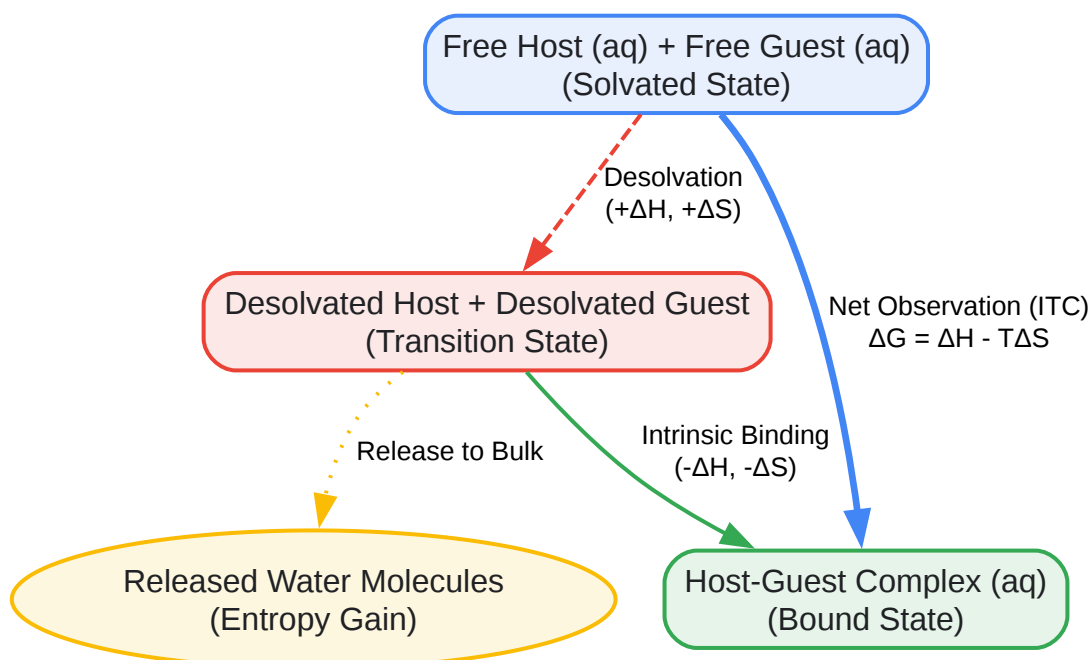 Free Host (aq) + Free Guest (aq)
(Solvated State)
Desolvation
(+ΔH, +ΔS)
Desolvated Host + Desolvated Guest
(Transition State)
Net Observation (ITC)
ΔG = ΔH - TΔS
Release to Bulk
Intrinsic Binding
(-ΔH, -ΔS)
Released Water Molecules
(Entropy Gain)
Host-Guest Complex (aq)
(Bound State)